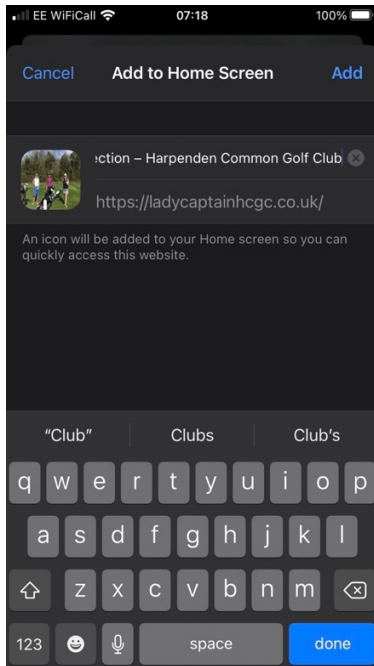 EE WiFiCall 07:18 100%
Cancel Add to Home Screen Add
ction – Harpenden Common Golf Club
https://ladycaptainhcgc.co.uk/
An icon will be added to your Home screen so you can
quickly access this website.
“Club” Clubs Club's
q w e r t y u i o p
a s d f g h j k l
z x c v b n m
123 space done